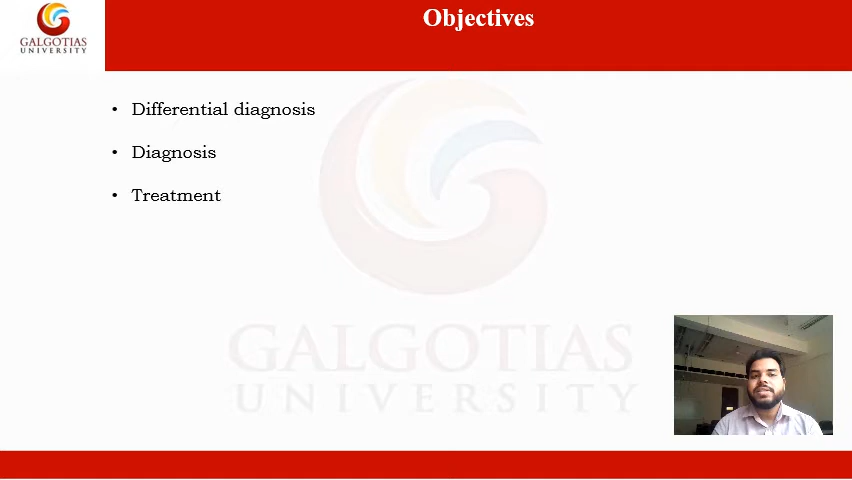 Objectives
GALGOTIAS
UNIVERSITY
• Differential diagnosis
• Diagnosis
• Treatment
GALGOTIAS
UNIVERSITY